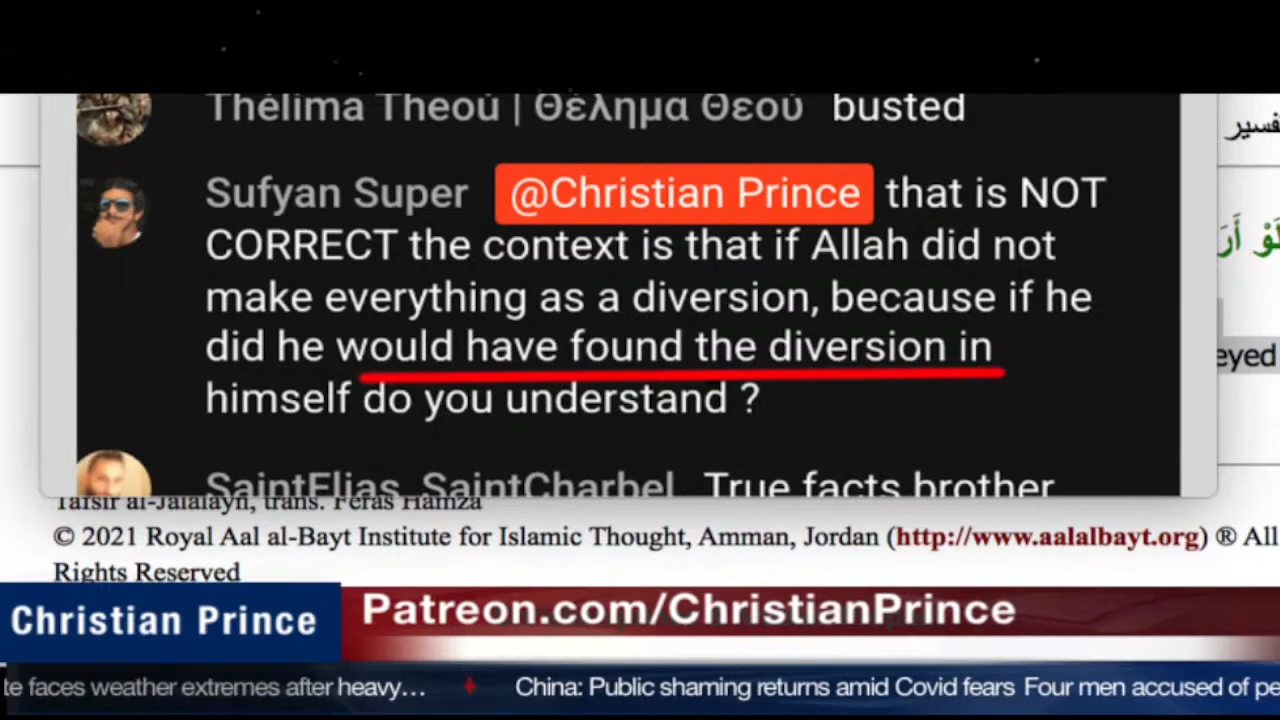 Thélima Theoú | Θέλημα Θεού busted
Sufyan Super @Christian Prince that is NOT
CORRECT the context is that if Allah did not
make everything as a diversion, because if he
did he would have found the diversion in
himself do you understand ?
SaintElias SaintCharbel True facts brother
تفسير
لَوْ أَرَ
eyed
Tafsir al-Jalalayn, trans. Feras Hamza
© 2021 Royal Aal al-Bayt Institute for Islamic Thought, Amman, Jordan (http://www.aalalbayt.org) ® All
Rights Reserved
Christian Prince Patreon.com/ChristianPrince
te faces weather extremes after heavy… China: Public shaming returns amid Covid fears Four men accused of pe